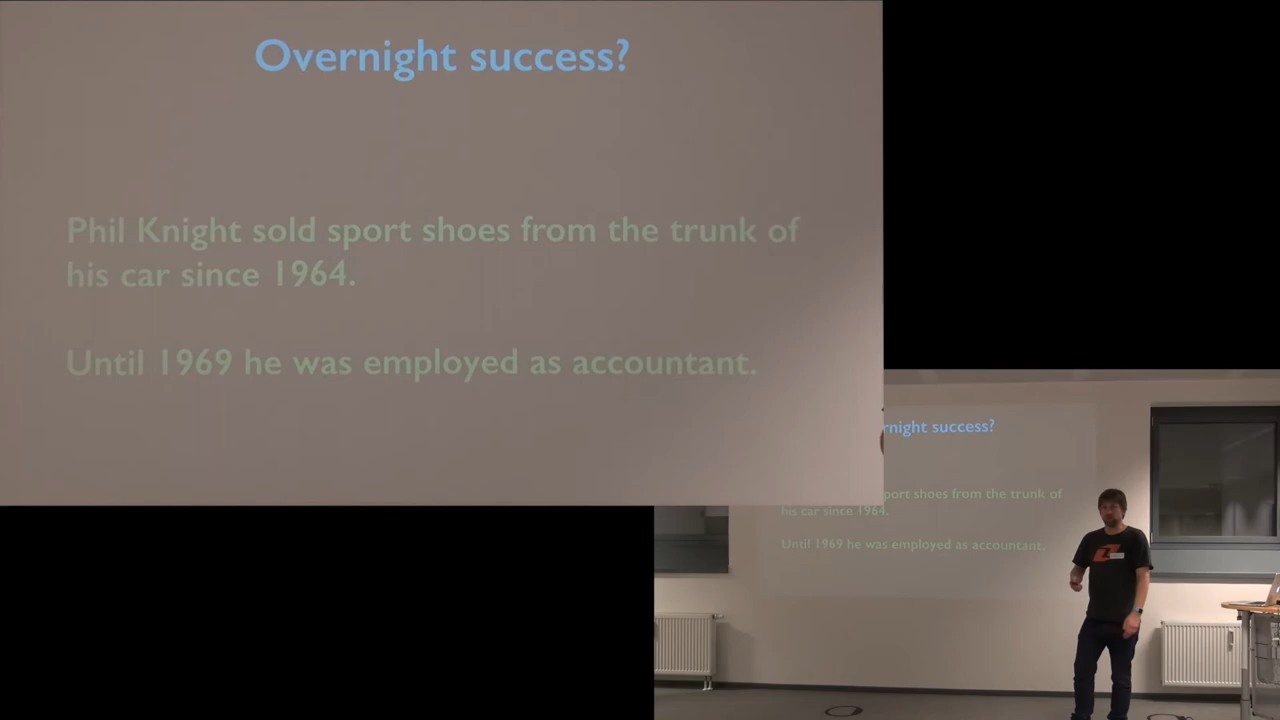 Overnight success?
Phil Knight sold sport shoes from the trunk of
his car since 1964.
Until 1969 he was employed as accountant.
rnight success?
port shoes from the trunk of
his car since 1964.
Until 1969 he was employed as accountant.